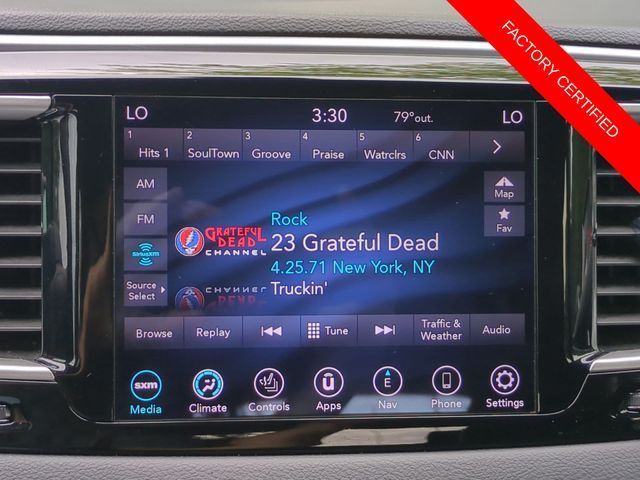 FACTORY CERTIFIED
LO 3:30 79°out. LO
1 2 3 4 5 6
Hits 1 SoulTown Groove Praise Watrclrs CNN
AM
Map
FM
Fav
Rock
GRATEFUL DEAD CHANNEL
23 Grateful Dead
SiriusXM
4.25.71 New York, NY
Source Select
Truckin'
Browse Replay Tune Traffic & Weather Audio
sxm U E
Media Climate Controls Apps Nav Phone Settings